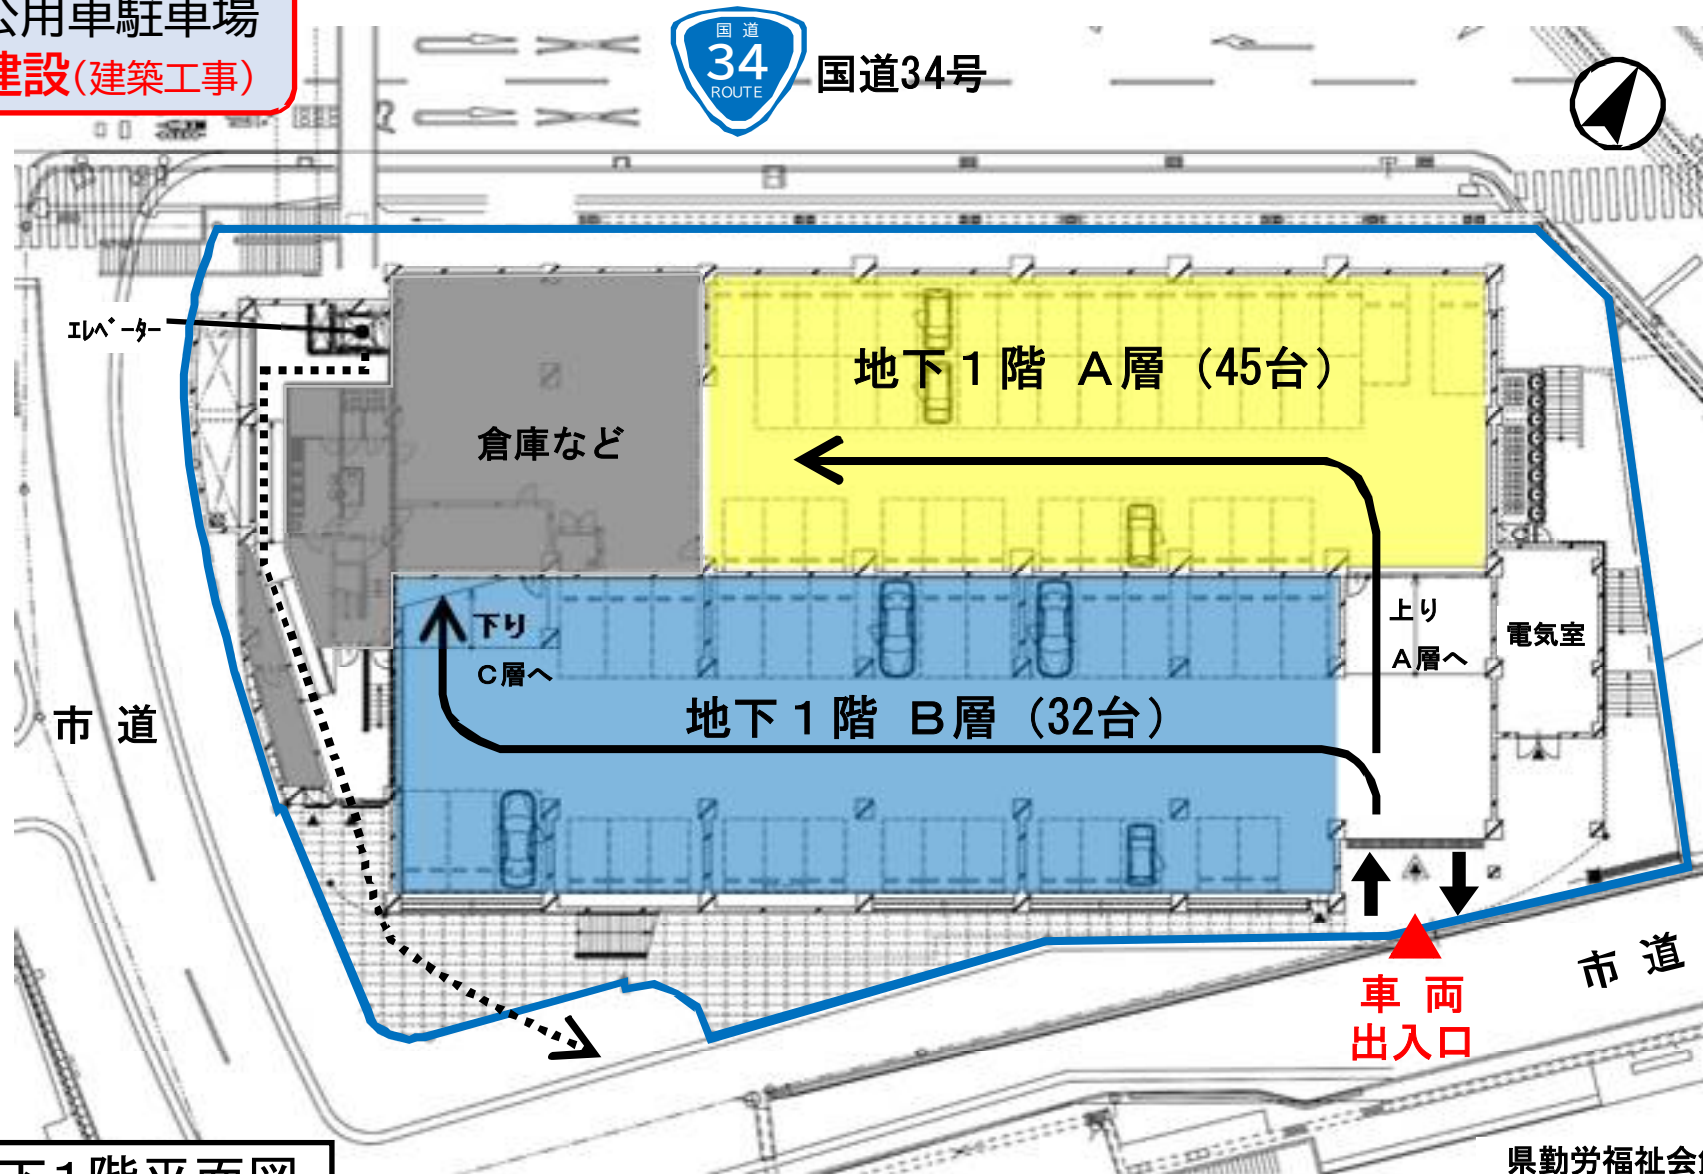 公用車駐車場
建設(建築工事)
国道
34
ROUTE
国道34号
エレベーター
地下1階 A層 (45台)
倉庫など
上り
A層へ
電気室
下り
C層へ
地下1階 B層 (32台)
市道
市道
車両
出入口
下1階平面図
県勤労福祉会